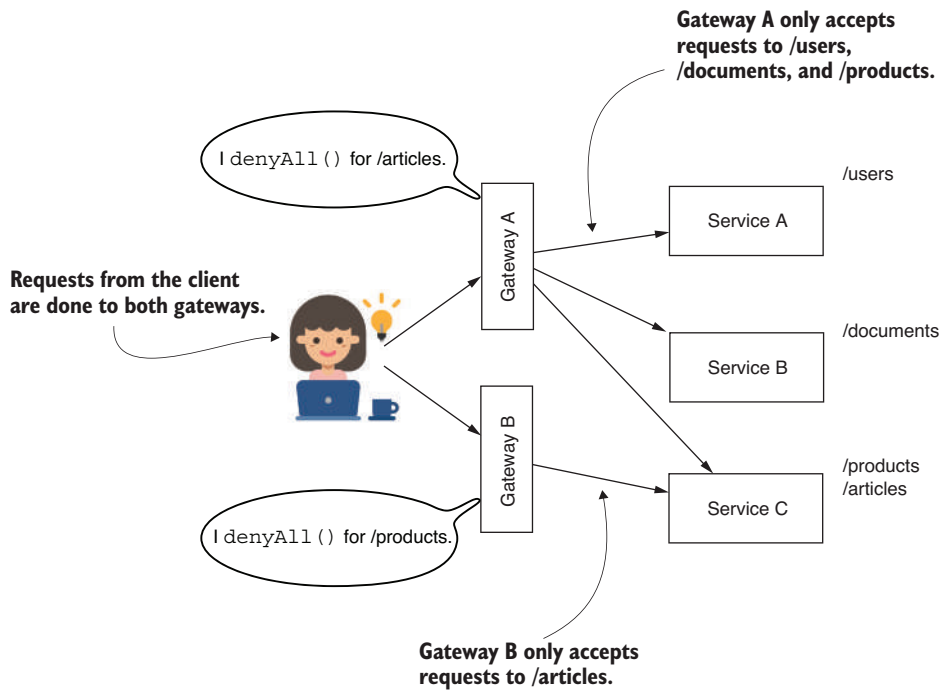 Gateway A only accepts
requests to /users,
/documents, and /products.
I denyAll() for /articles.
/users
Gateway A
Service A
Requests from the client
are done to both gateways.
/documents
Service B
Gateway B
/products
/articles
Service C
I denyAll() for /products.
Gateway B only accepts
requests to /articles.